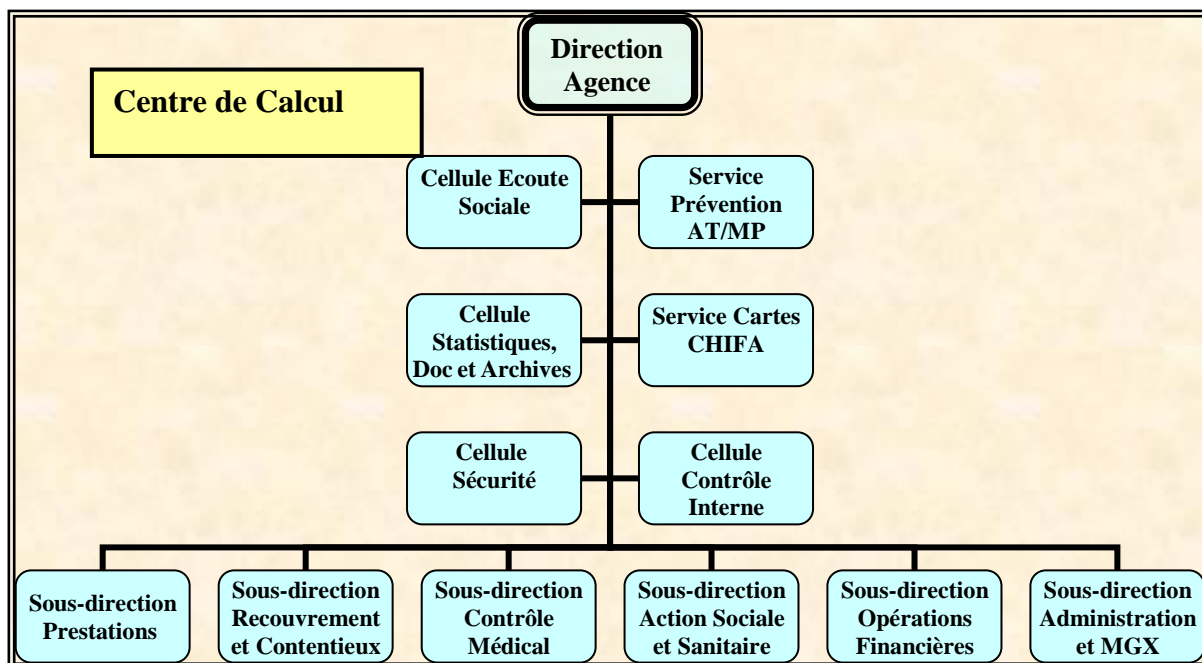 Direction
Agence
Centre de Calcul
Cellule Ecoute
Sociale
Service
Prévention
AT/MP
Cellule
Statistiques,
Doc et Archives
Service Cartes
CHIFA
Cellule
Sécurité
Cellule
Contrôle
Interne
Sous-direction
Prestations
Sous-direction
Recouvrement
et Contentieux
Sous-direction
Contrôle
Médical
Sous-direction
Action Sociale
et Sanitaire
Sous-direction
Opérations
Financières
Sous-direction
Administration
et MGX